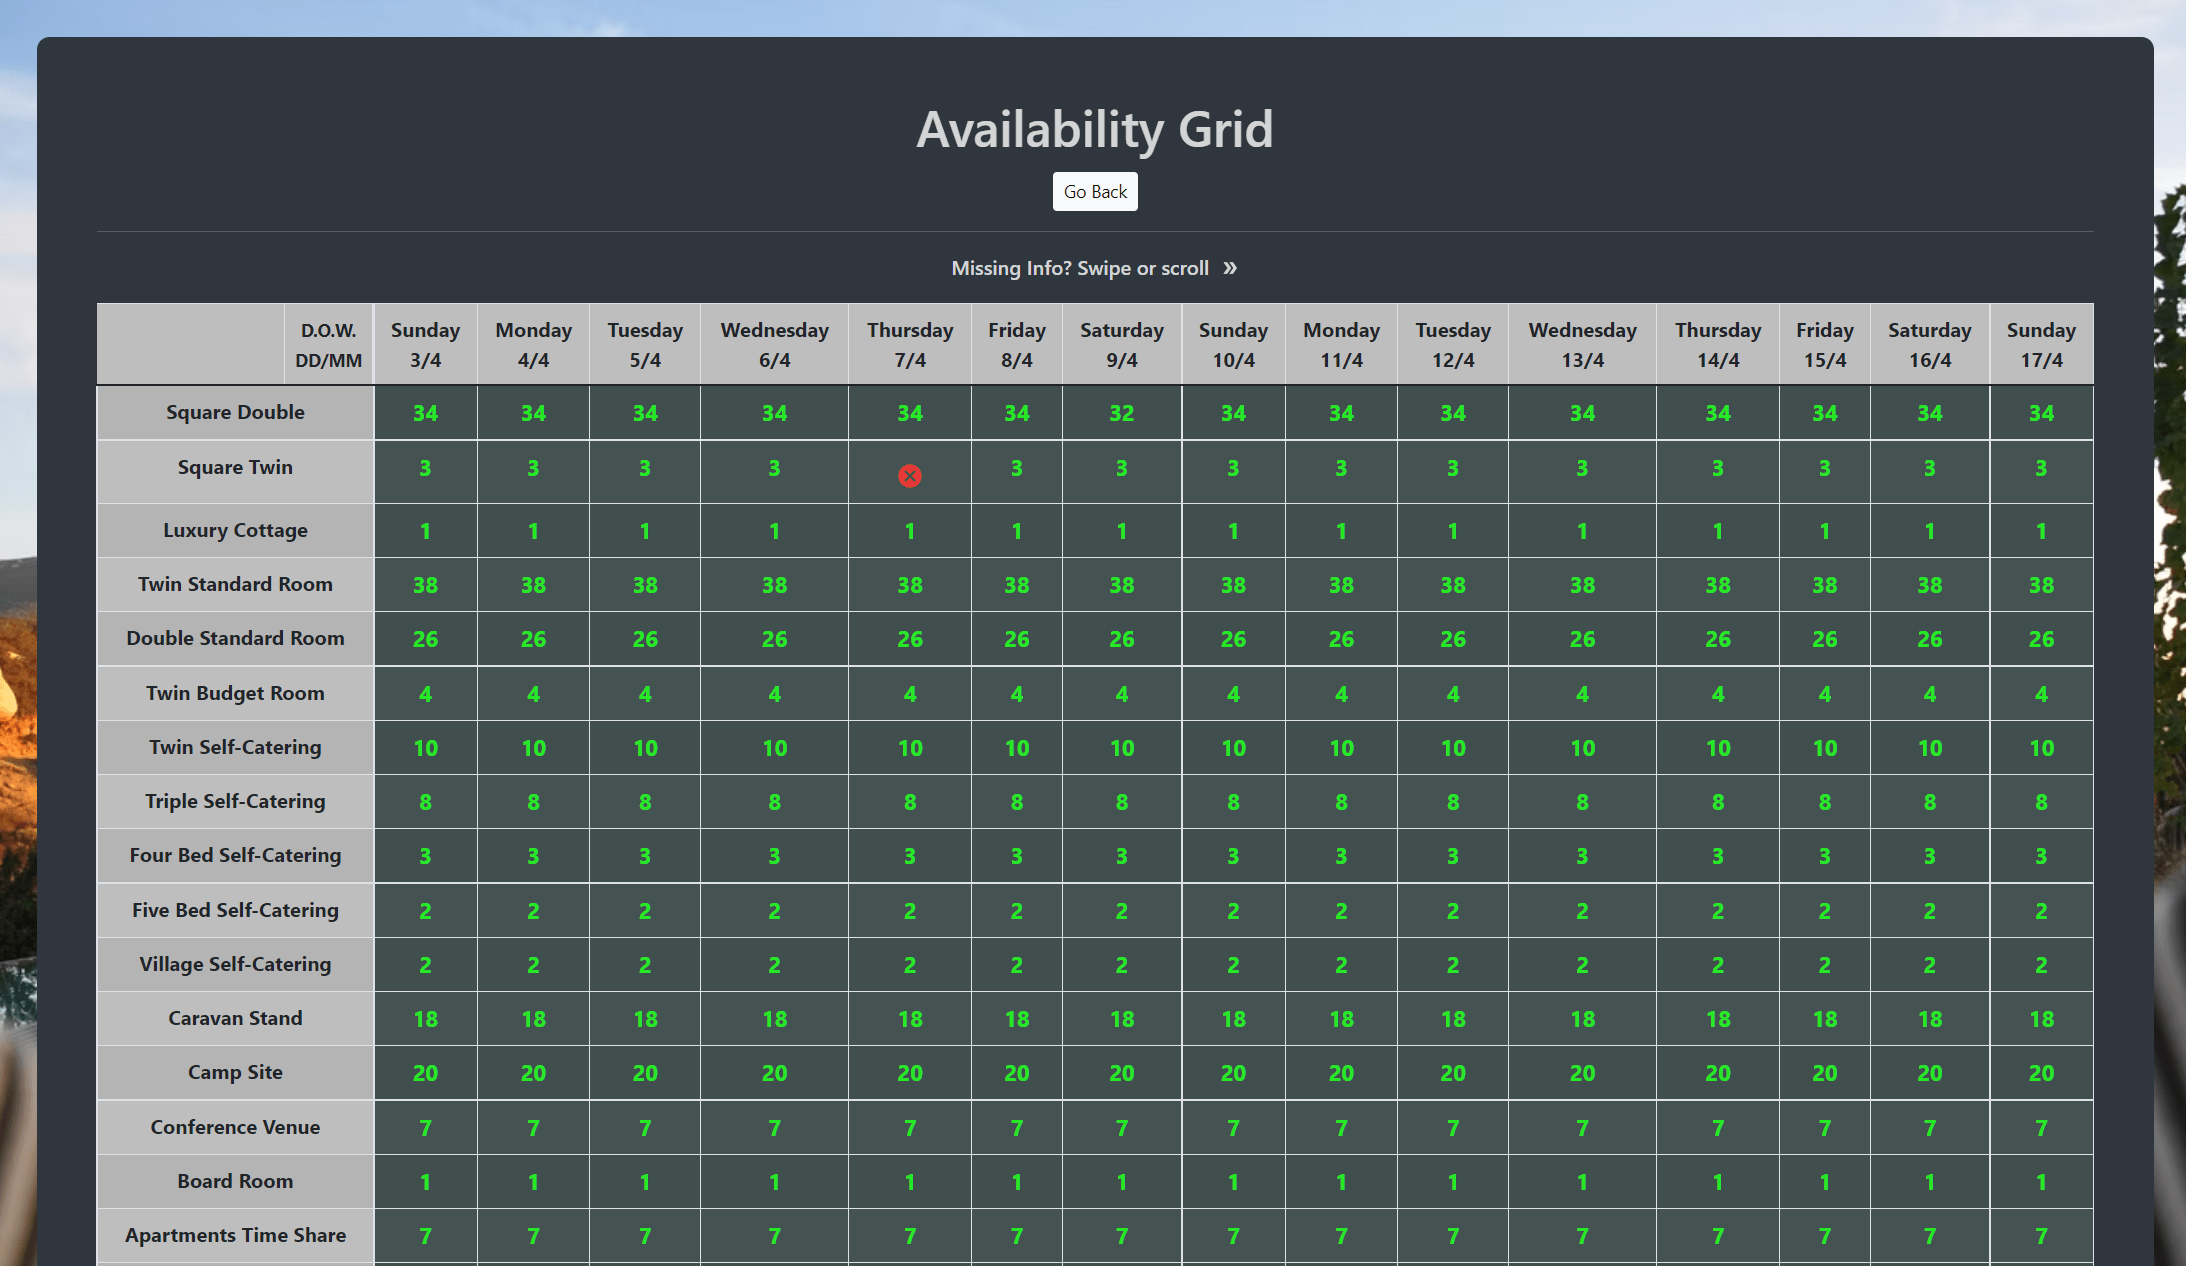 Availability Grid
Go Back
Missing Info? Swipe or scroll »
D.O.W. Sunday Monday Tuesday Wednesday Thursday Friday Saturday Sunday Monday Tuesday Wednesday Thursday Friday Saturday Sunday
DD/MM 3/4 4/4 5/4 6/4 7/4 8/4 9/4 10/4 11/4 12/4 13/4 14/4 15/4 16/4 17/4
Square Double 34 34 34 34 34 34 32 34 34 34 34 34 34 34 34
Square Twin 3 3 3 3 3 3 3 3 3 3 3 3 3 3
Luxury Cottage 1 1 1 1 1 1 1 1 1 1 1 1 1 1 1
Twin Standard Room 38 38 38 38 38 38 38 38 38 38 38 38 38 38 38
Double Standard Room 26 26 26 26 26 26 26 26 26 26 26 26 26 26 26
Twin Budget Room 4 4 4 4 4 4 4 4 4 4 4 4 4 4 4
Twin Self-Catering 10 10 10 10 10 10 10 10 10 10 10 10 10 10 10
Triple Self-Catering 8 8 8 8 8 8 8 8 8 8 8 8 8 8 8
Four Bed Self-Catering 3 3 3 3 3 3 3 3 3 3 3 3 3 3 3
Five Bed Self-Catering 2 2 2 2 2 2 2 2 2 2 2 2 2 2 2
Village Self-Catering 2 2 2 2 2 2 2 2 2 2 2 2 2 2 2
Caravan Stand 18 18 18 18 18 18 18 18 18 18 18 18 18 18 18
Camp Site 20 20 20 20 20 20 20 20 20 20 20 20 20 20 20
Conference Venue 7 7 7 7 7 7 7 7 7 7 7 7 7 7 7
Board Room 1 1 1 1 1 1 1 1 1 1 1 1 1 1 1
Apartments Time Share 7 7 7 7 7 7 7 7 7 7 7 7 7 7 7